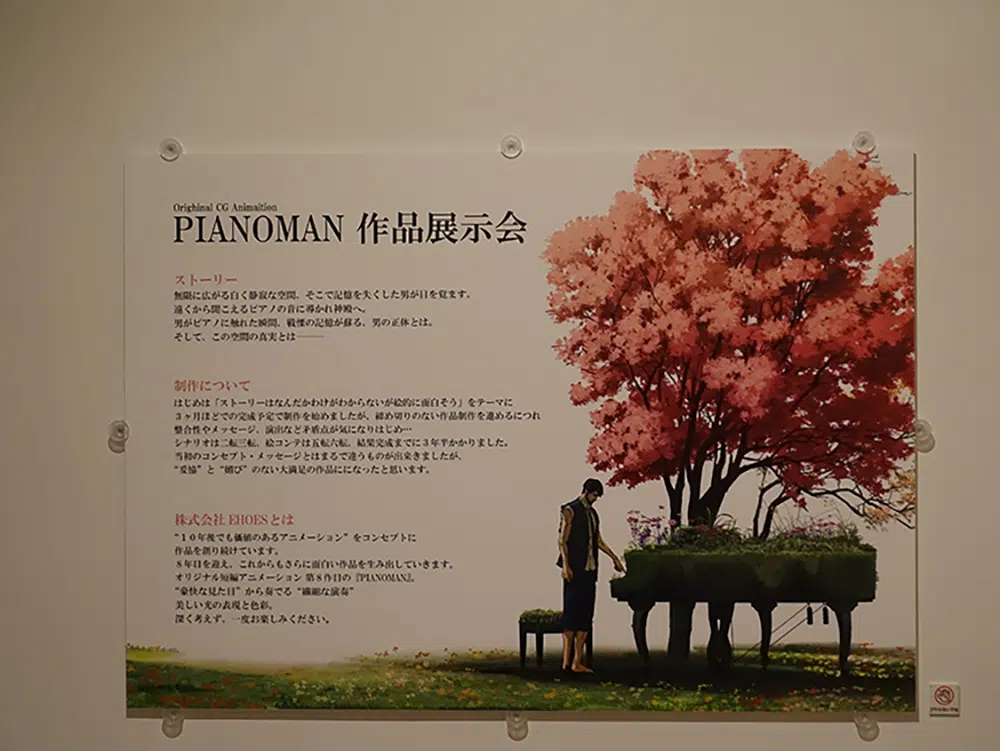 Orighinal CG Animaition
PIANOMAN 作品展示会
ストーリー
無限に広がる白く静寂な空間、そこで記憶を失くした男が目を覚ます。
遠くから聞こえるピアノの音に導かれ神殿へ。
男がピアノに触れた瞬間、戦慄の記憶が蘇る、男の正体とは。
そして、この空間の真実とは———
制作について
はじめは「ストーリーはなんだかわけがわからないが絵的に面白そう」をテーマに
3ヶ月ほどでの完成予定で制作を始めましたが、締め切りのない作品制作を進めるにつれ
整合性やメッセージ、演出など矛盾点が気になりはじめ…
シナリオは二転三転、絵コンテは五転六転、結果完成までに3年半かかりました。
当初のコンセプト・メッセージとはまるで違うものが出来きましたが、
“妥協”と“媚び”のない大満足の作品にになったと思います。
株式会社EHOESとは
“10年後でも価値のあるアニメーション”をコンセプトに
作品を創り続けています。
8年目を迎え、これからもさらに面白い作品を生み出していきます。
オリジナル短編アニメーション 第8作目の『PIANOMAN』。
“豪快な見た目”から奏でる“繊細な演奏”
美しい光の表現と色彩。
深く考えず、一度お楽しみください。